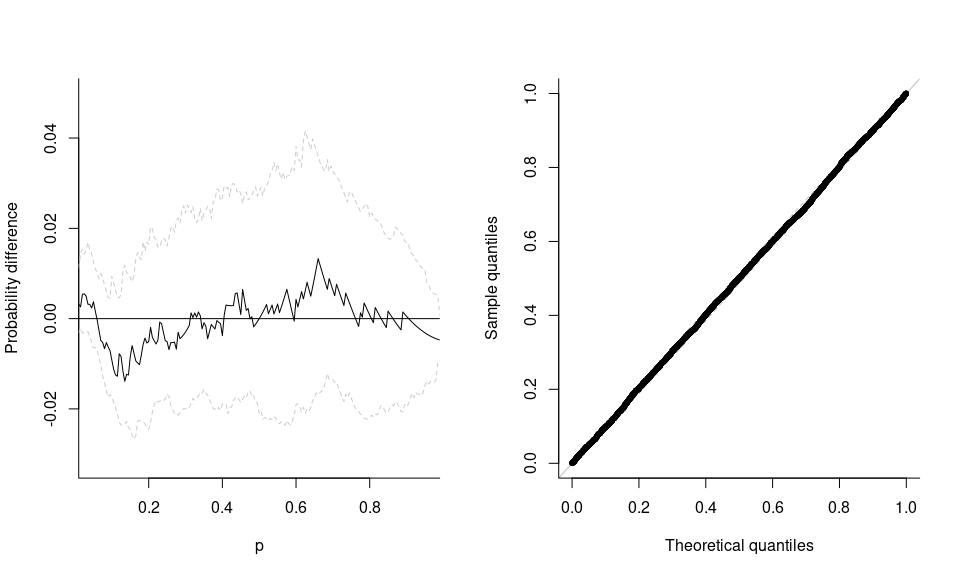 Probability difference
0.04
0.02
0.00
-0.02
0.2 0.4 0.6 0.8
p
Sample quantiles
1.0
0.8
0.6
0.4
0.2
0.0
0.0 0.2 0.4 0.6 0.8 1.0
Theoretical quantiles